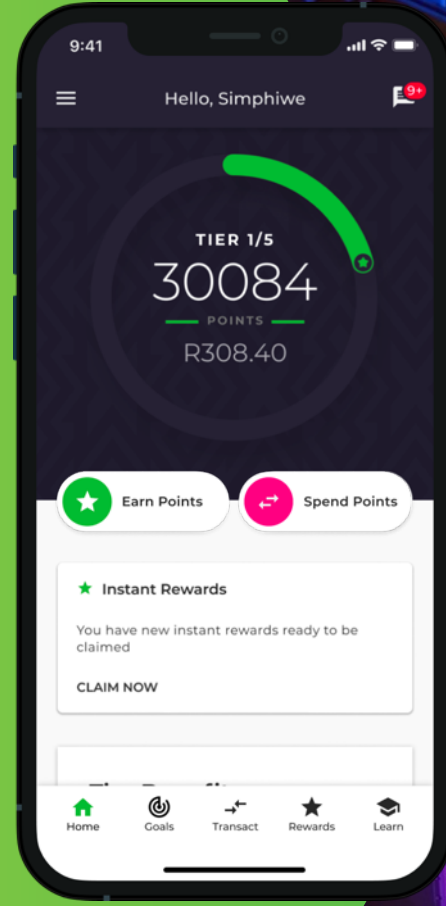 9:41
Hello, Simphiwe
9+
TIER 1/5
30084
POINTS
R308.40
Earn Points
Spend Points
Instant Rewards
You have new instant rewards ready to be
claimed
CLAIM NOW
Home
Goals
Transact
Rewards
Learn